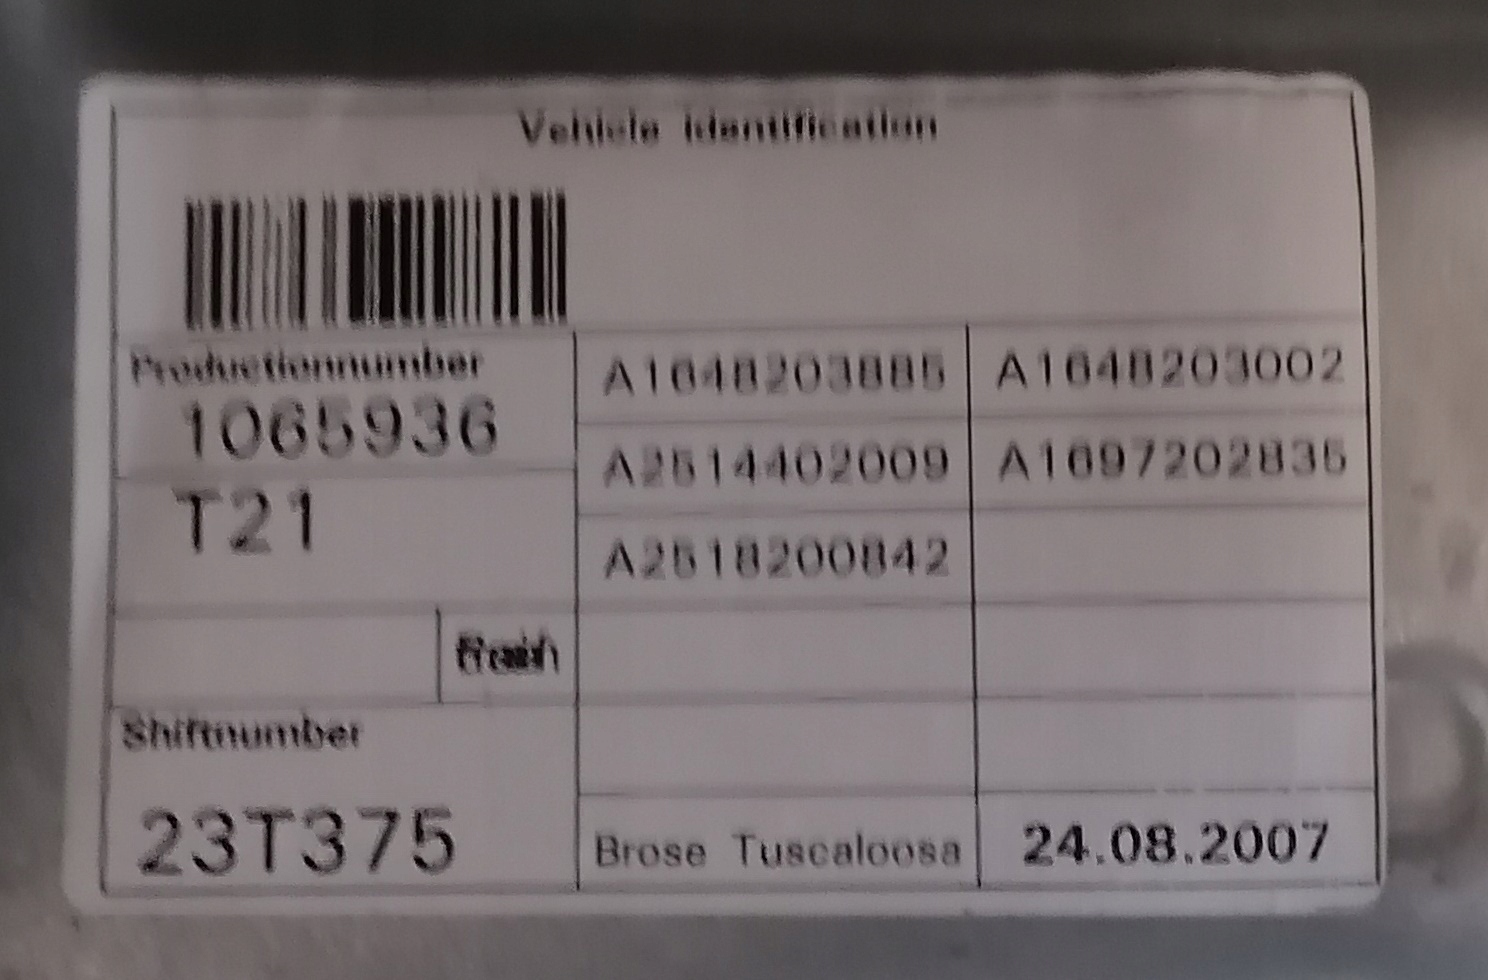 Vehicle identification
Productionnumber
1065936
T21
Shiftnumber
23T375
A1648203885 A1648203002
A2514402009 A1697202835
A2518200842
Brose Tuscaloosa 24.08.2007